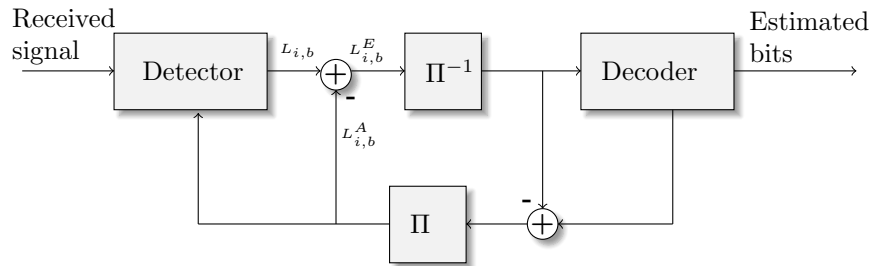 Received
signal
Detector
L_{i,b}
L^E_{i,b}
+
-
Π^{-1}
Decoder
Estimated
bits
L^A_{i,b}
-
Π
+